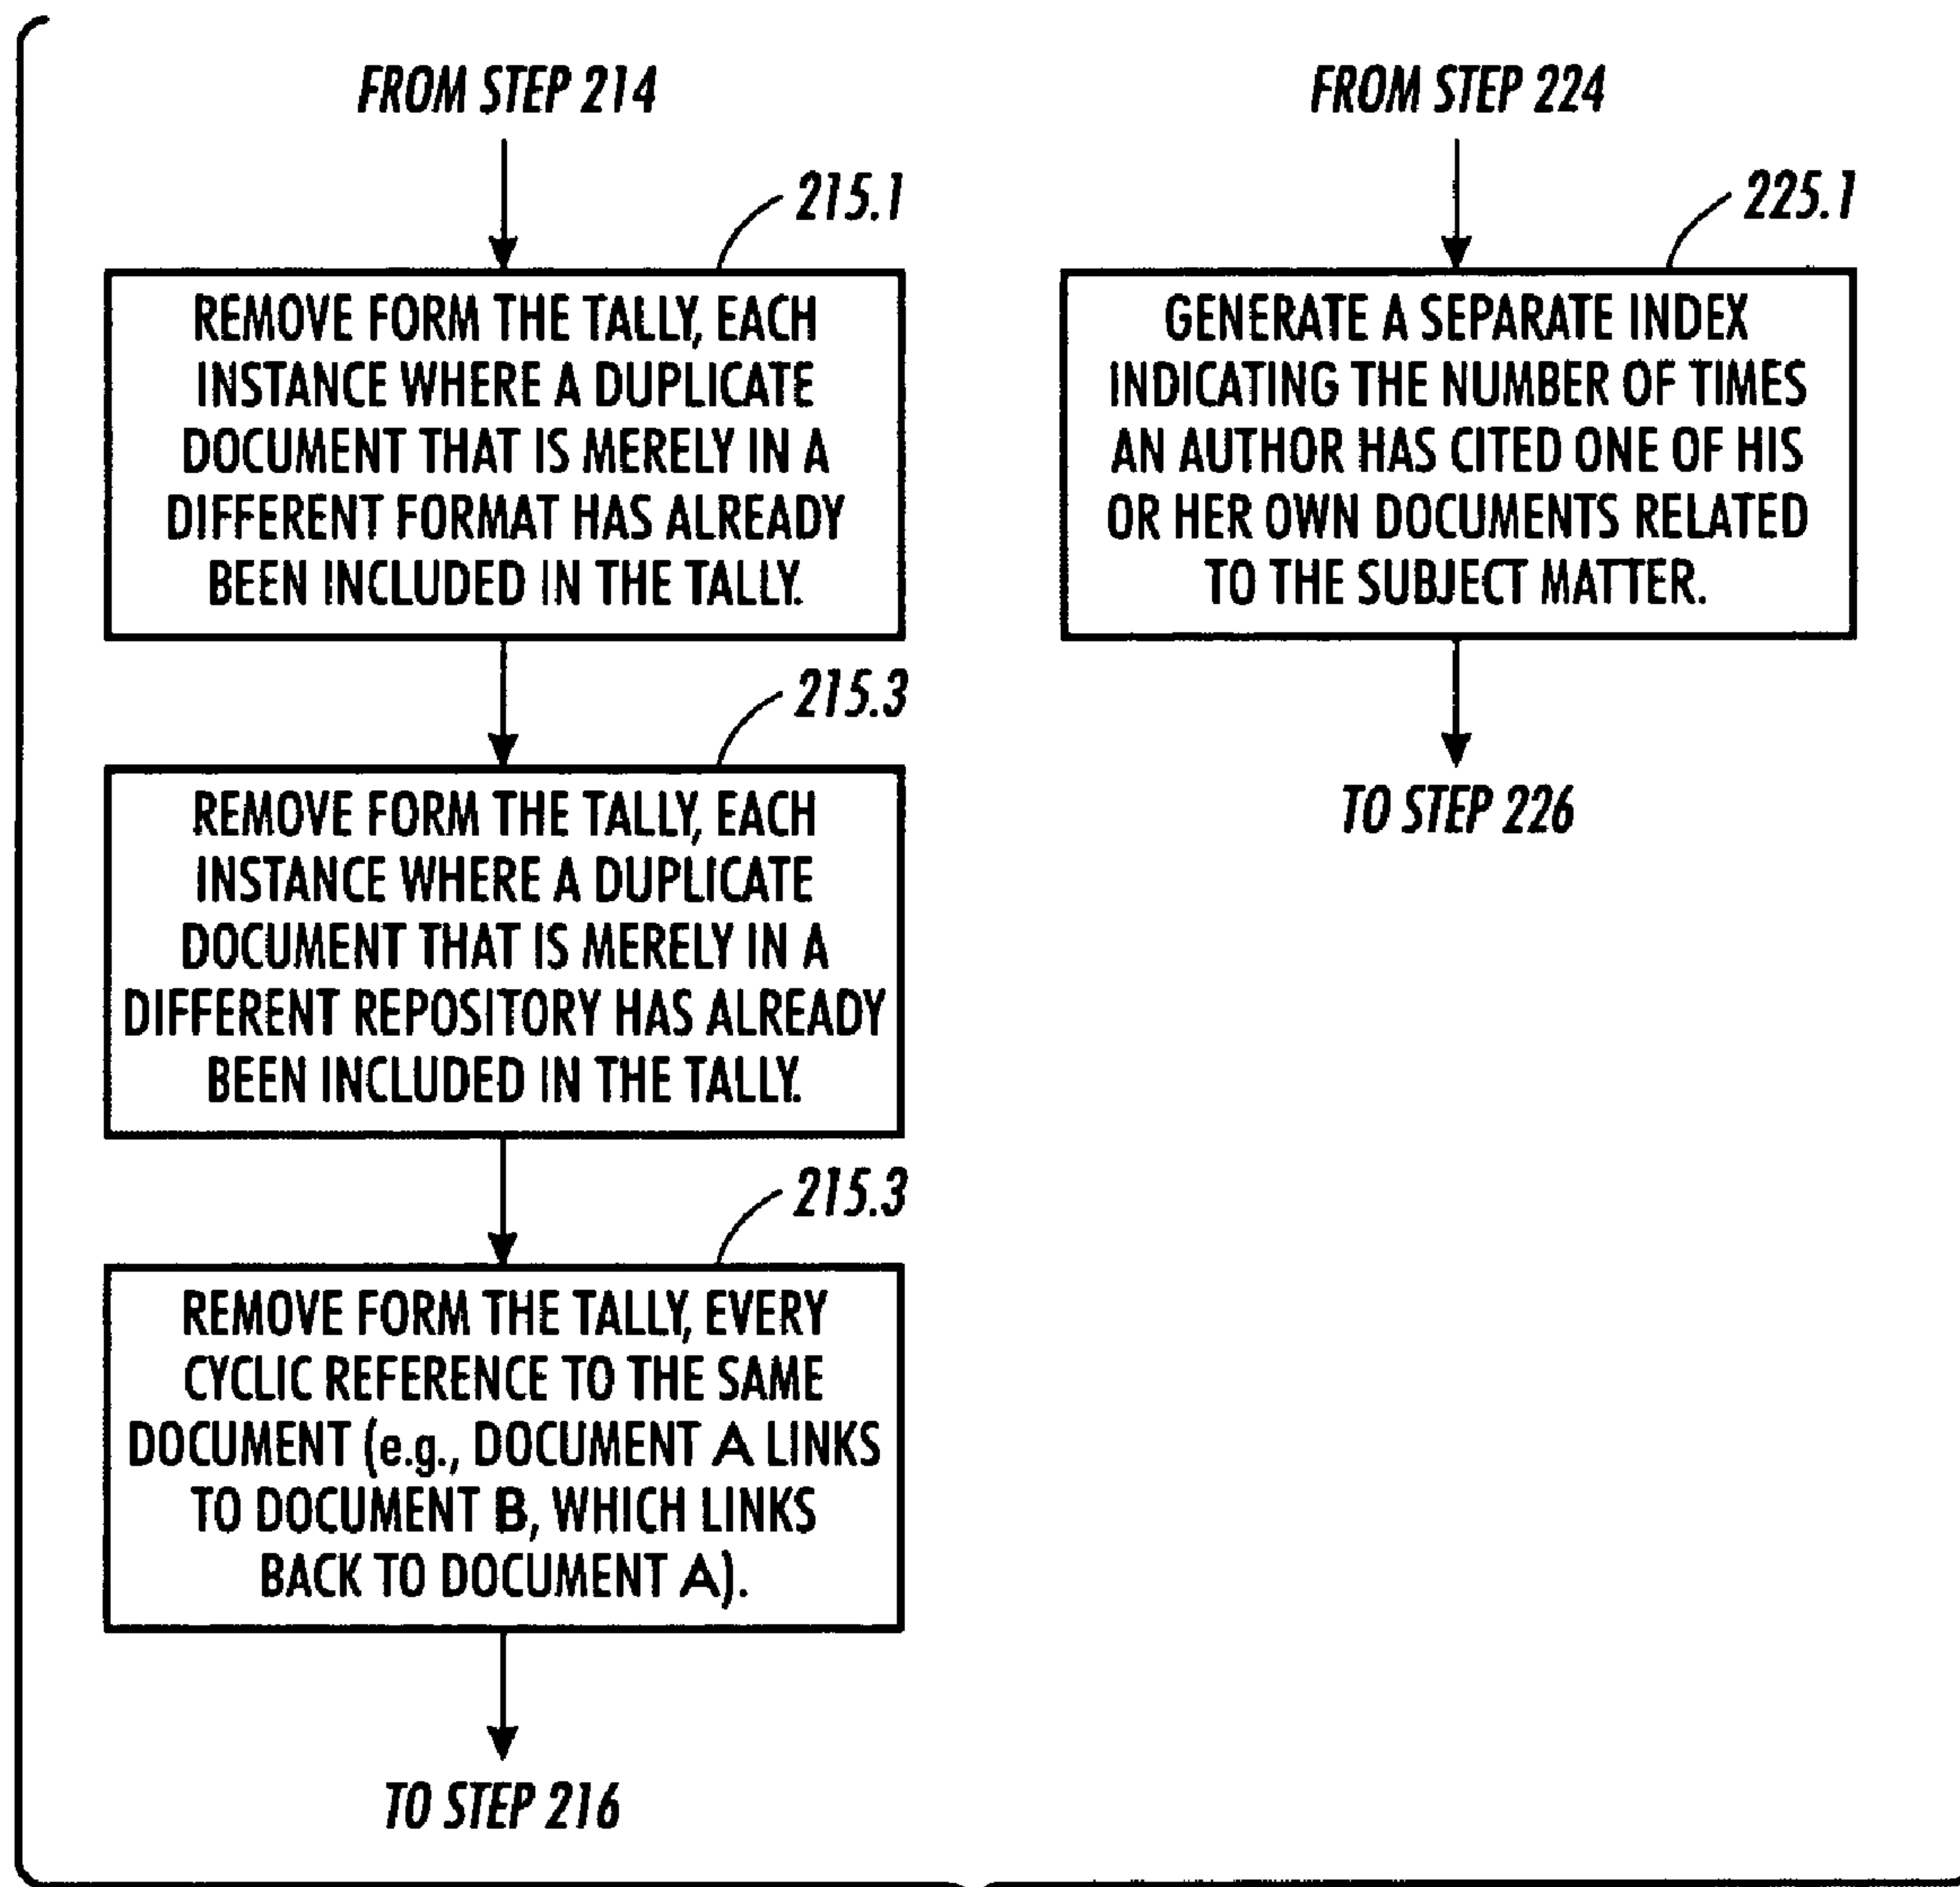 FROM STEP 214
215.1
REMOVE FORM THE TALLY, EACH
INSTANCE WHERE A DUPLICATE
DOCUMENT THAT IS MERELY IN A
DIFFERENT FORMAT HAS ALREADY
BEEN INCLUDED IN THE TALLY.
215.3
REMOVE FORM THE TALLY, EACH
INSTANCE WHERE A DUPLICATE
DOCUMENT THAT IS MERELY IN A
DIFFERENT REPOSITORY HAS ALREADY
BEEN INCLUDED IN THE TALLY.
215.3
REMOVE FORM THE TALLY, EVERY
CYCLIC REFERENCE TO THE SAME
DOCUMENT (e.g., DOCUMENT A LINKS
TO DOCUMENT B, WHICH LINKS
BACK TO DOCUMENT A).
TO STEP 216
FROM STEP 224
225.1
GENERATE A SEPARATE INDEX
INDICATING THE NUMBER OF TIMES
AN AUTHOR HAS CITED ONE OF HIS
OR HER OWN DOCUMENTS RELATED
TO THE SUBJECT MATTER.
TO STEP 226